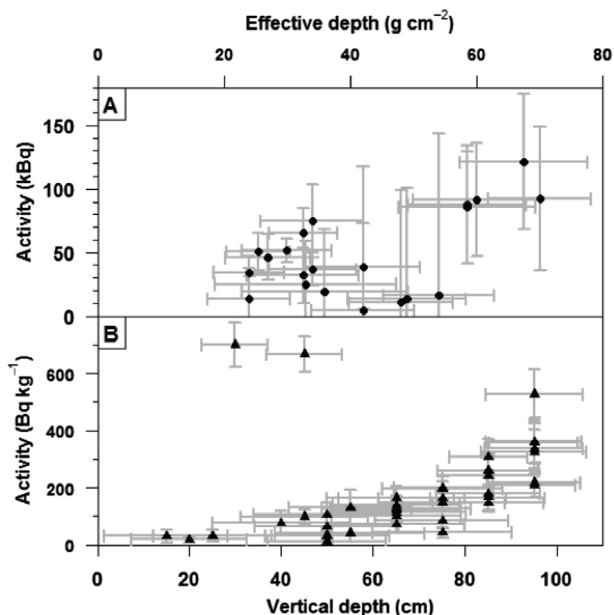 Effective depth (g cm⁻²)
0 20 40 60 80
A
Activity (kBq)
150
100
50
0
B
Activity (Bq kg⁻¹)
600
400
200
0
0 20 40 60 80 100
Vertical depth (cm)